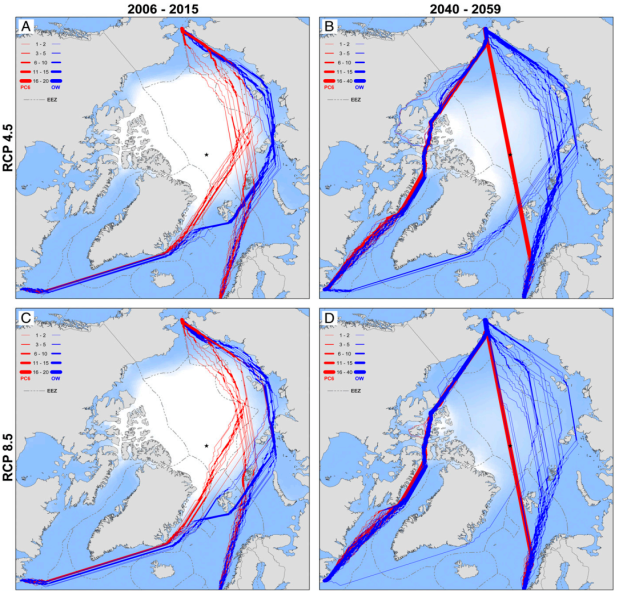 2006 - 2015
2040 - 2059
RCP 4.5
A
1 - 2
3 - 5
6 - 10
11 - 15
16 - 20
PC6 OW
EEZ
B
1 - 2
3 - 5
6 - 10
11 - 15
16 - 40
PC6 OW
EEZ
RCP 8.5
C
1 - 2
3 - 5
6 - 10
11 - 15
16 - 20
PC6 OW
EEZ
D
1 - 2
3 - 5
6 - 10
11 - 15
16 - 40
PC6 OW
EEZ